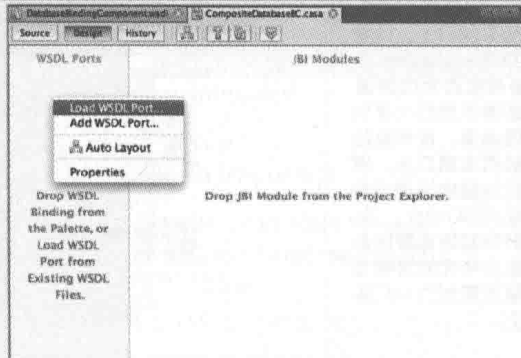 DatabaseBindingComponent.wsdl CompositeDatabaseBC.casa
Source Design History
WSDL Ports JBI Modules
Load WSDL Port...
Add WSDL Port...
Auto Layout
Properties
Drop WSDL
Binding from
the Palette, or
Load WSDL
Port from
Existing WSDL
Files.
Drop JBI Module from the Project Explorer.